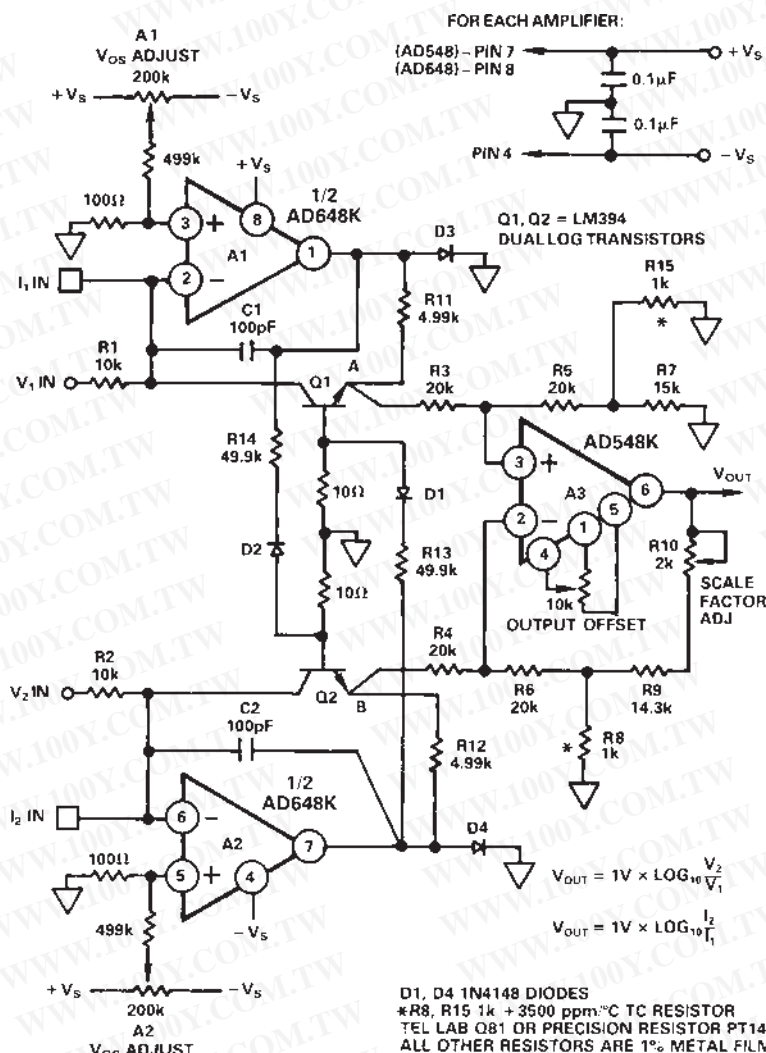 A1
VOS ADJUST
200k
+VS
-VS
499k
100Ω
+VS
1/2
AD648K
3
+
8
A1
1
2
-
I1 IN
C1
100pF
R1
10k
V1 IN
FOR EACH AMPLIFIER:
(AD548) - PIN 7
(AD648) - PIN 8
+VS
0.1μF
0.1μF
PIN 4
-VS
Q1, Q2 = LM394
DUAL LOG TRANSISTORS
D3
R11
4.99k
R15
1k
*
A
R3
20k
R5
20k
R7
15k
Q1
R14
49.9k
10Ω
D1
D2
R13
49.9k
10Ω
AD548K
3
+
A3
6
VOUT
2
-
1
5
4
10k
OUTPUT OFFSET
R10
2k
SCALE
FACTOR
ADJ
R2
10k
V2 IN
Q2
B
R4
20k
R6
20k
R9
14.3k
C2
100pF
R12
4.99k
*
R8
1k
I2 IN
1/2
AD648K
6
-
A2
7
5
+
4
100Ω
-VS
D4
499k
+VS
-VS
200k
A2
VOS ADJUST
VOUT = 1V × LOG10 V2/V1
VOUT = 1V × LOG10 I2/I1
D1, D4 1N4148 DIODES
*R8, R15 1k + 3500 ppm/°C TC RESISTOR
TEL LAB Q81 OR PRECISION RESISTOR PT14
ALL OTHER RESISTORS ARE 1% METAL FILM
WWW.100Y.COM.TW